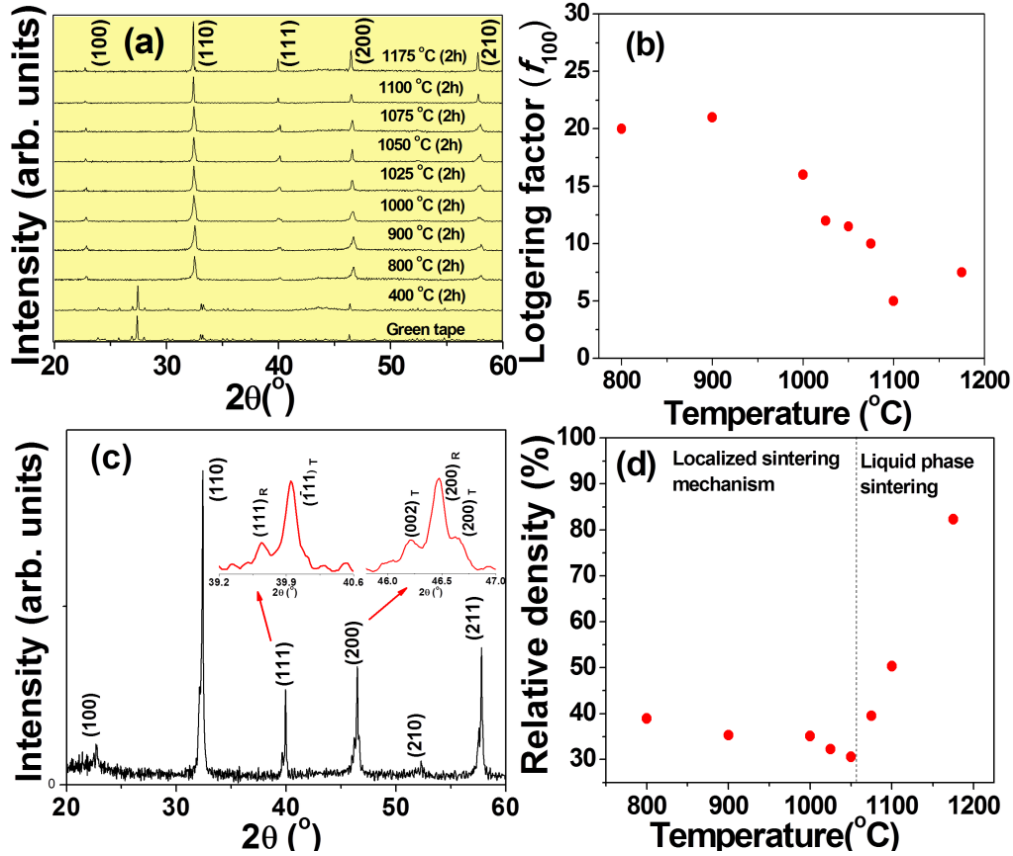 (a)
(100)
(110)
(111)
(200)
(210)
1175 °C (2h)
1100 °C (2h)
1075 °C (2h)
1050 °C (2h)
1025 °C (2h)
1000 °C (2h)
900 °C (2h)
800 °C (2h)
400 °C (2h)
Green tape
Intensity (arb. units)
20 30 40 50 60
2θ(°)
(b)
Lotgering factor (f₁₀₀)
30
25
20
15
10
5
0
800 900 1000 1100 1200
Temperature (°C)
(c)
Intensity (arb. units)
0
(100)
(110)
(111)
(200)
(210)
(211)
(111) R
(1̄11) T
39.2 39.9 40.6
2θ (°)
(002) T
(200) R
(200) T
46.0 46.5 47.0
2θ (°)
20 30 40 50 60
2θ (°)
(d)
Localized sintering
mechanism
Liquid phase
sintering
Relative density (%)
100
90
80
70
60
50
40
30
800 900 1000 1100 1200
Temperature(°C)